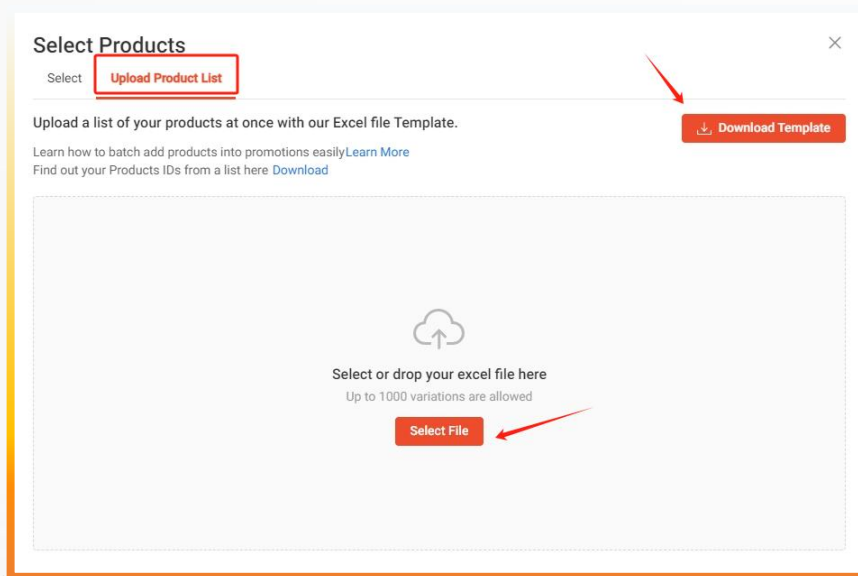 Select Products
Select
Upload Product List
Upload a list of your products at once with our Excel file Template.
Download Template
Learn how to batch add products into promotions easilyLearn More
Find out your Products IDs from a list here Download
Select or drop your excel file here
Up to 1000 variations are allowed
Select File